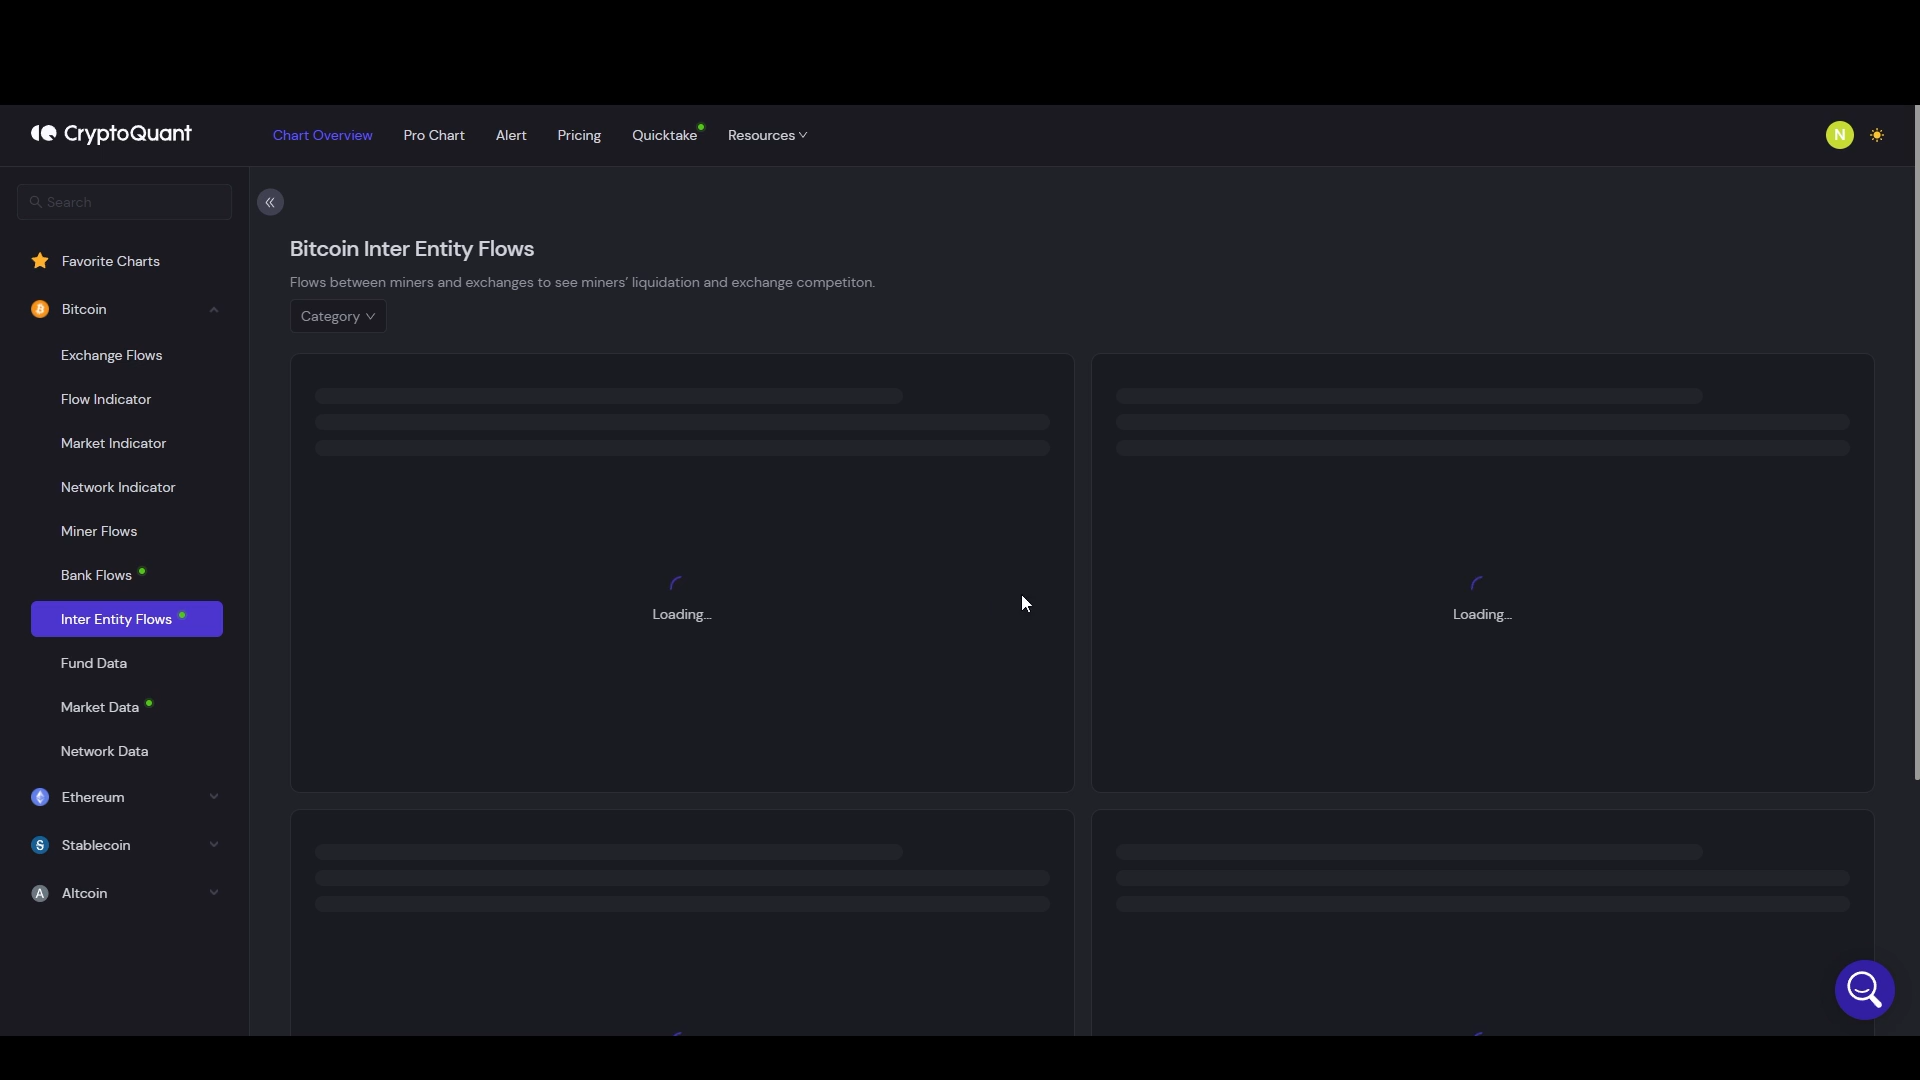 CryptoQuant
Chart Overview
Pro Chart
Alert
Pricing
Quicktake
Resources
N
Search
Favorite Charts
Bitcoin
Exchange Flows
Flow Indicator
Market Indicator
Network Indicator
Miner Flows
Bank Flows
Inter Entity Flows
Fund Data
Market Data
Network Data
Ethereum
S
Stablecoin
A
Altcoin
Bitcoin Inter Entity Flows
Flows between miners and exchanges to see miners’ liquidation and exchange competiton.
Category
Loading...
Loading...